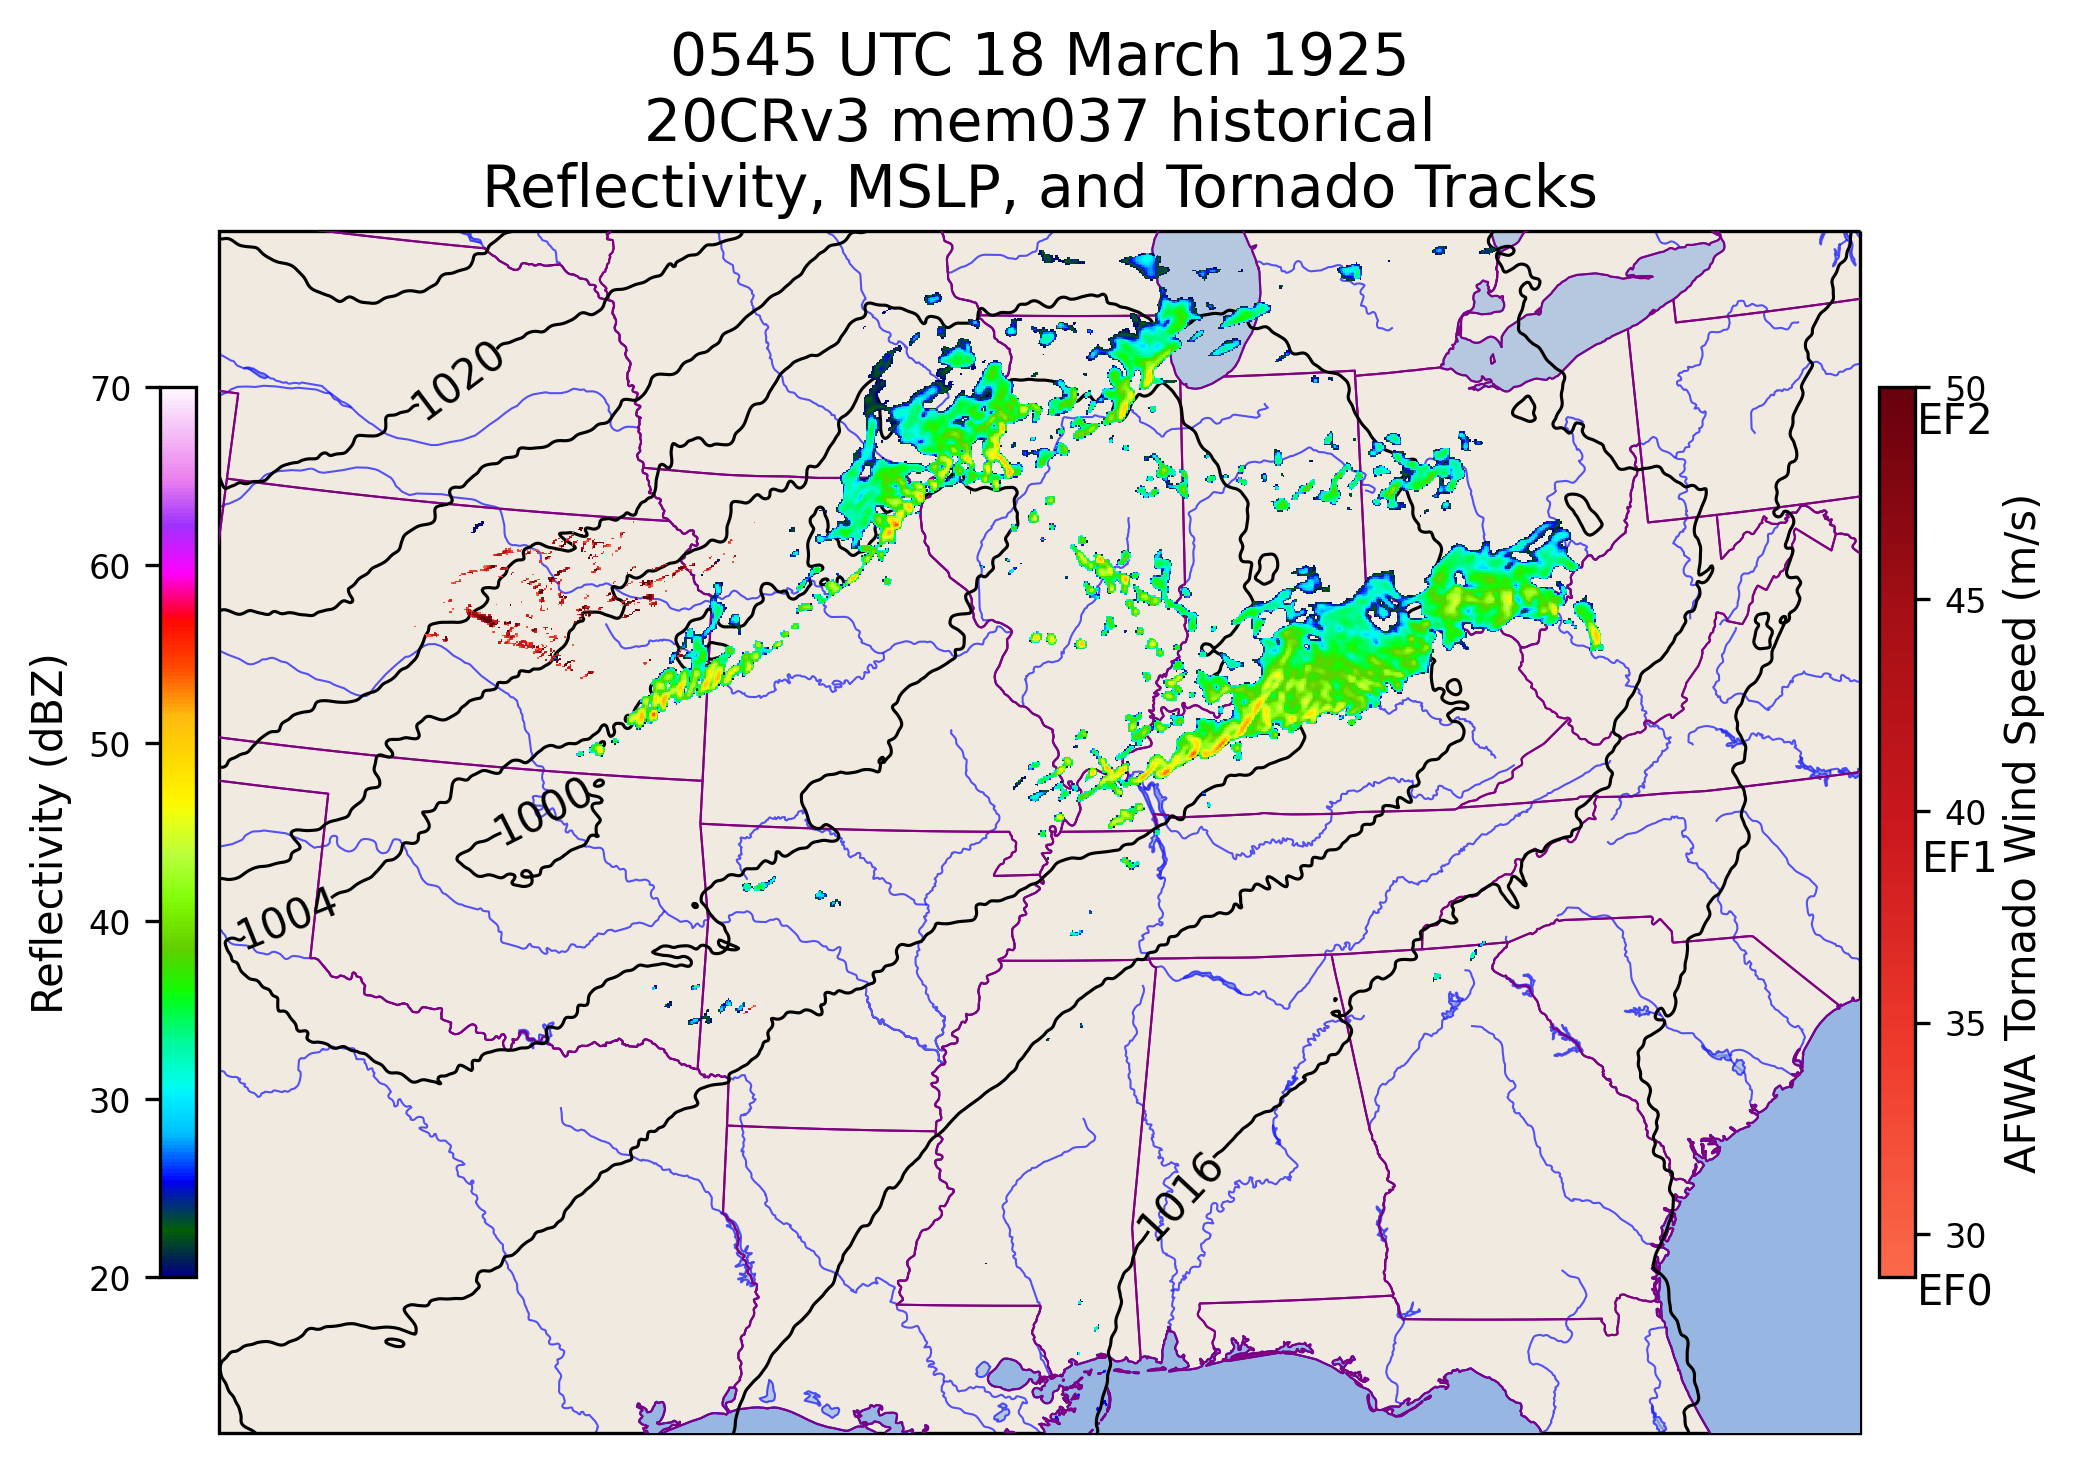 0545 UTC 18 March 1925
20CRv3 mem037 historical
Reflectivity, MSLP, and Tornado Tracks
Reflectivity (dBZ)
70
60
50
40
30
20
1020
1000
1004
1016
50
EF2
45
40
EF1
35
30
EF0
AFWA Tornado Wind Speed (m/s)